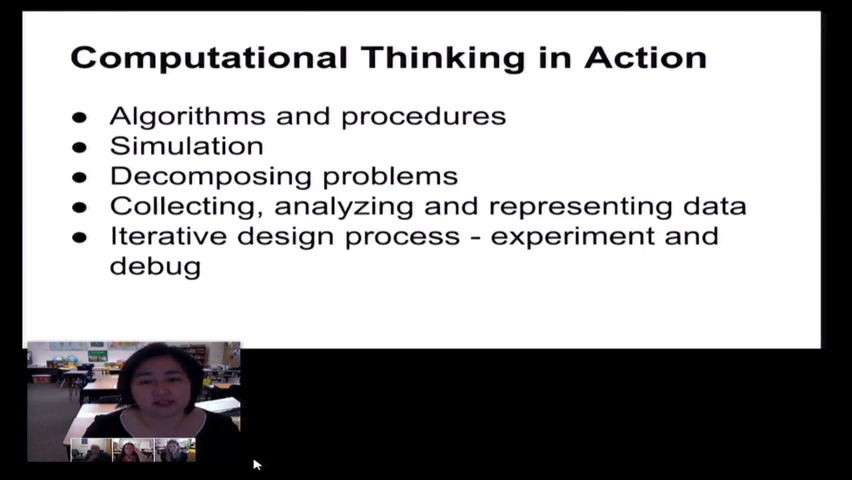 Computational Thinking in Action
● Algorithms and procedures
● Simulation
● Decomposing problems
● Collecting, analyzing and representing data
● Iterative design process - experiment and
debug